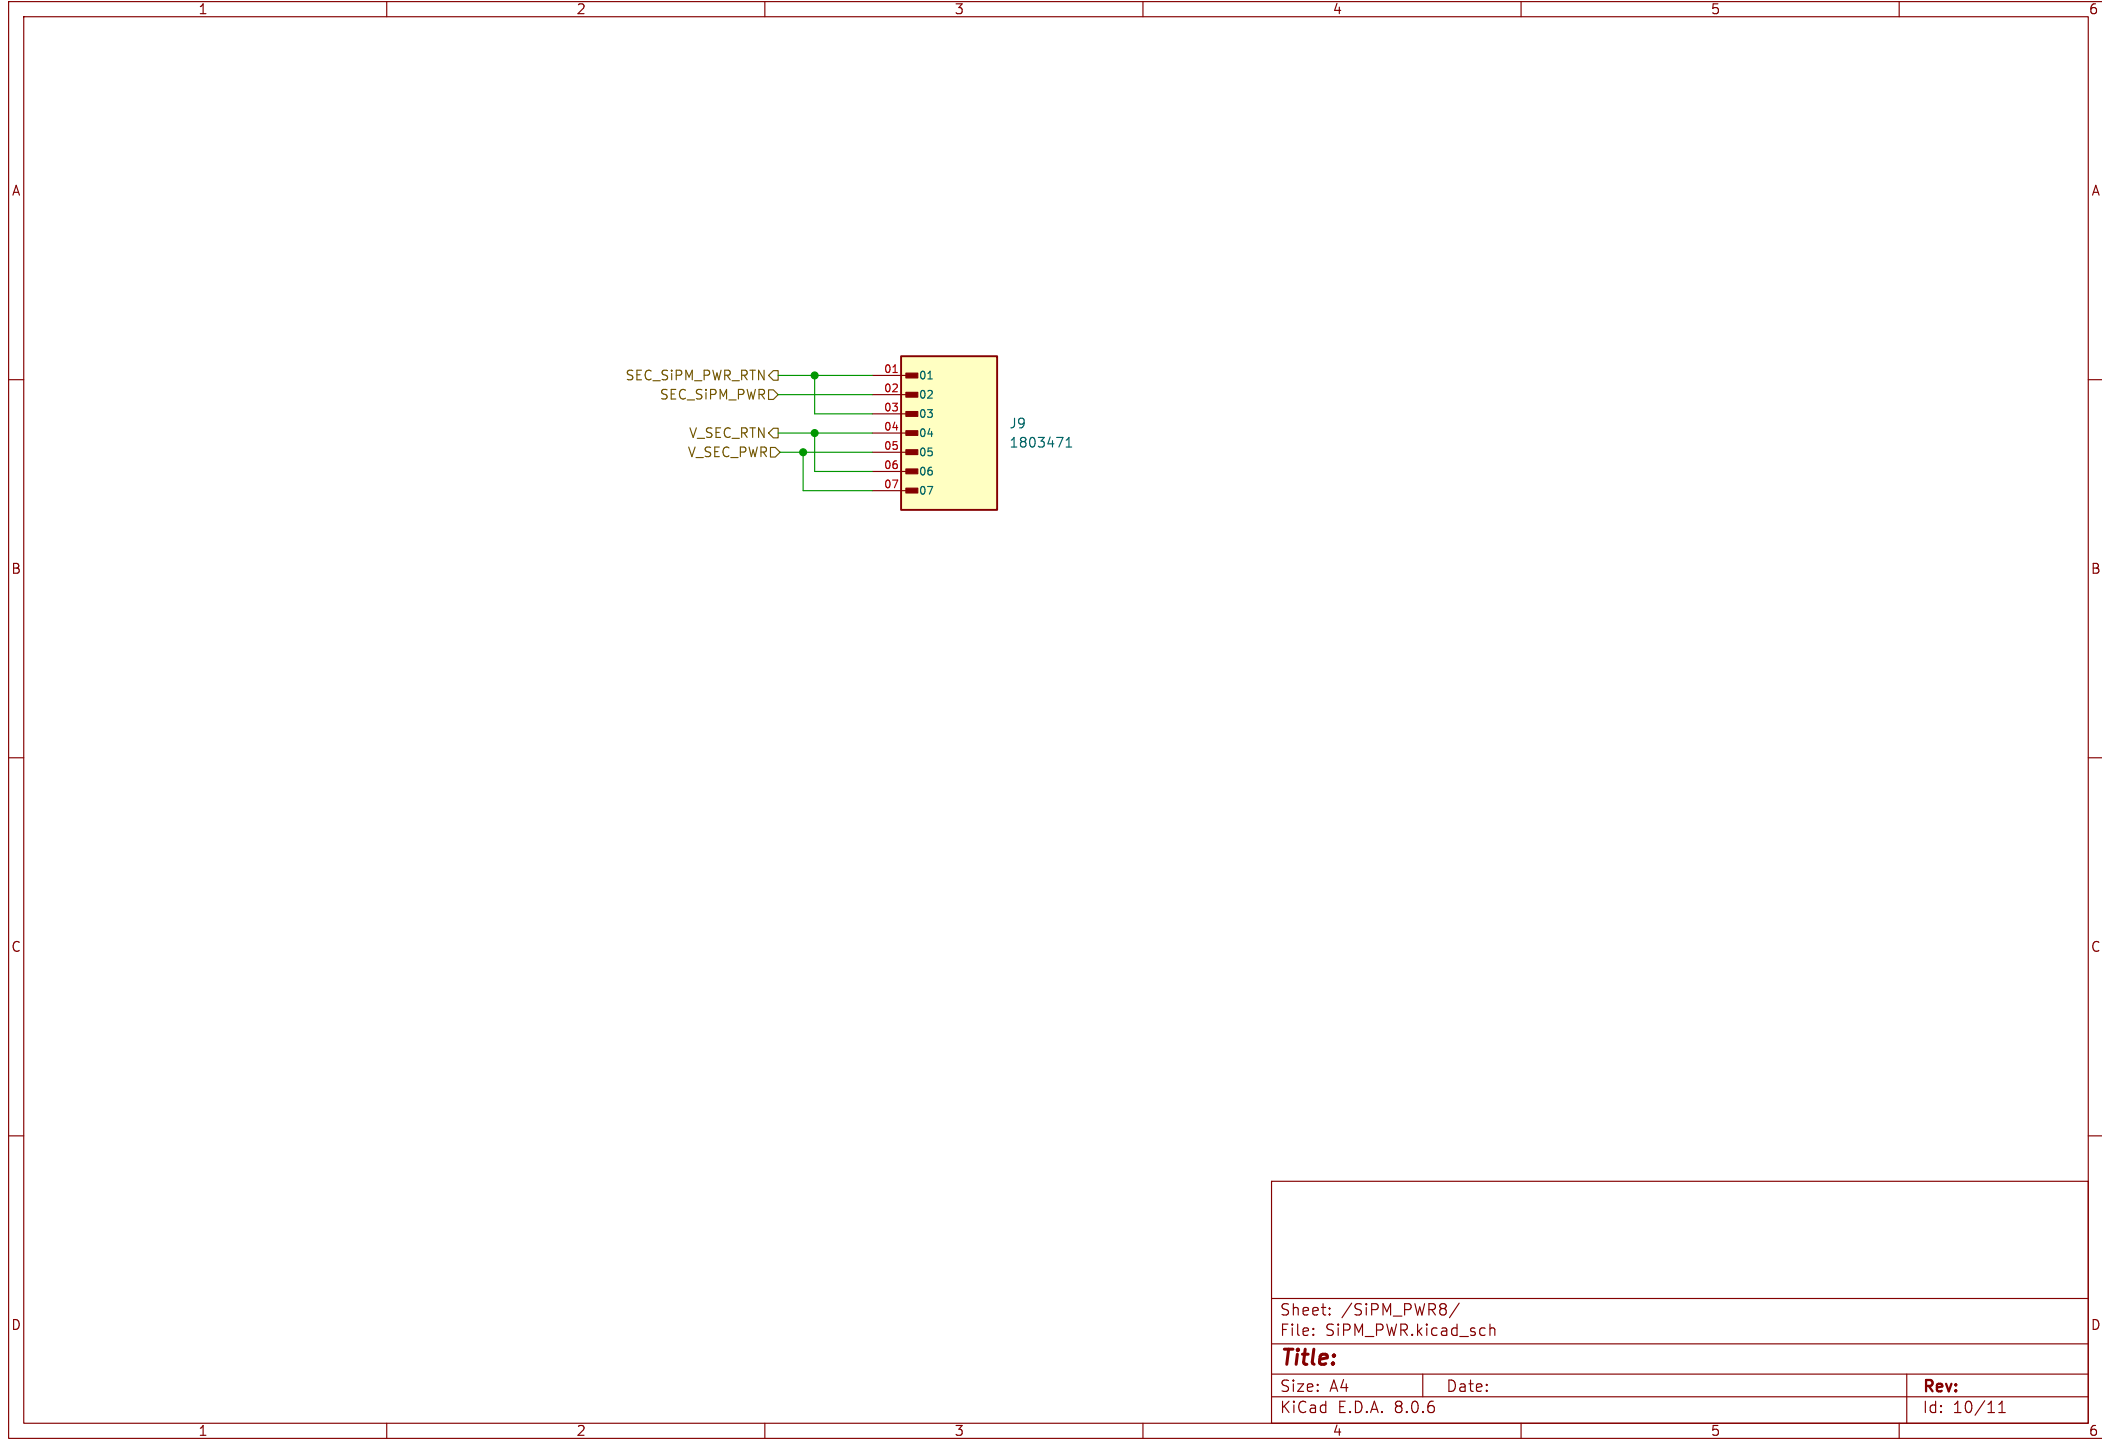 1 2 3 4 5 6
A A
SEC_SiPM_PWR_RTN 01 01
SEC_SiPM_PWR 02 02
03 03
V_SEC_RTN 04 04
V_SEC_PWR 05 05
06 06
07 07
J9
1803471
B B
C C
Sheet: /SiPM_PWR8/
File: SiPM_PWR.kicad_sch
D D
Title:
Size: A4 Date: Rev:
KiCad E.D.A. 8.0.6 Id: 10/11
1 2 3 4 5 6